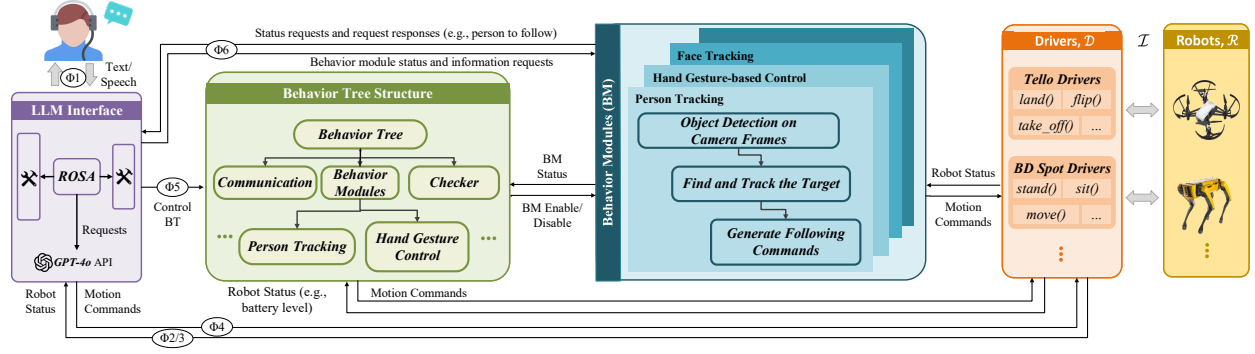 Φ1
Text/
Speech
Status requests and request responses (e.g., person to follow)
Φ6
Behavior module status and information requests
LLM Interface
ROSA
Requests
GPT-4o API
Φ5
Control
BT
Behavior Tree Structure
Behavior Tree
Communication
Behavior
Modules
Checker
...
Person Tracking
Hand Gesture
Control
...
BM
Status
BM Enable/
Disable
Behavior Modules (BM)
Face Tracking
Hand Gesture-based Control
Person Tracking
Object Detection on
Camera Frames
Find and Track the Target
Generate Following
Commands
Robot Status
Motion
Commands
Drivers, 𝒟
Tello Drivers
land()
flip()
take_off()
...
BD Spot Drivers
stand()
sit()
move()
...
ℐ
Robots, ℛ
Robot
Status
Motion
Commands
Robot Status (e.g.,
battery level)
Motion Commands
Φ4
Φ2/3